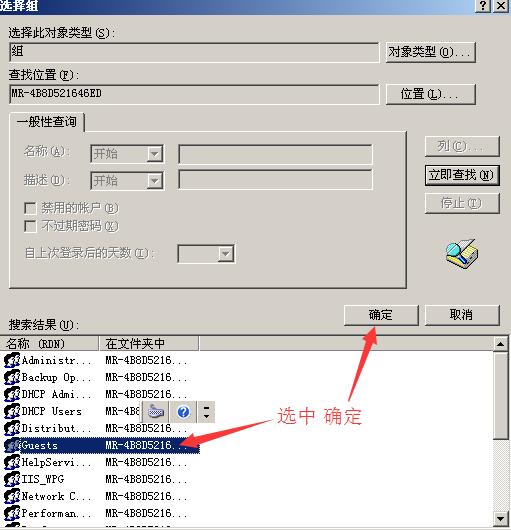 选择组
选择此对象类型(S):
组
对象类型(O)...
查找位置(F):
MR-4B8D521646ED
位置(L)...
一般性查询
名称(A):
开始
描述(D):
开始
禁用的帐户(B)
不过期密码(X)
自上次登录后的天数(I):
列(C)...
立即查找(N)
停止(T)
确定
取消
搜索结果(U):
名称 (RDN) 在文件夹中
Administr... MR-4B8D5216...
Backup Op... MR-4B8D5216...
DHCP Admi... MR-4B8D5216...
DHCP Users MR-4B8
Distribut... MR-4B8D5216...
Guests MR-4B8D5216...
HelpServi... MR-4B8D5216...
IIS_WPG MR-4B8D5216...
Network C... MR-4B8D5216...
Performan... MR-4B8D5216...
选中 确定